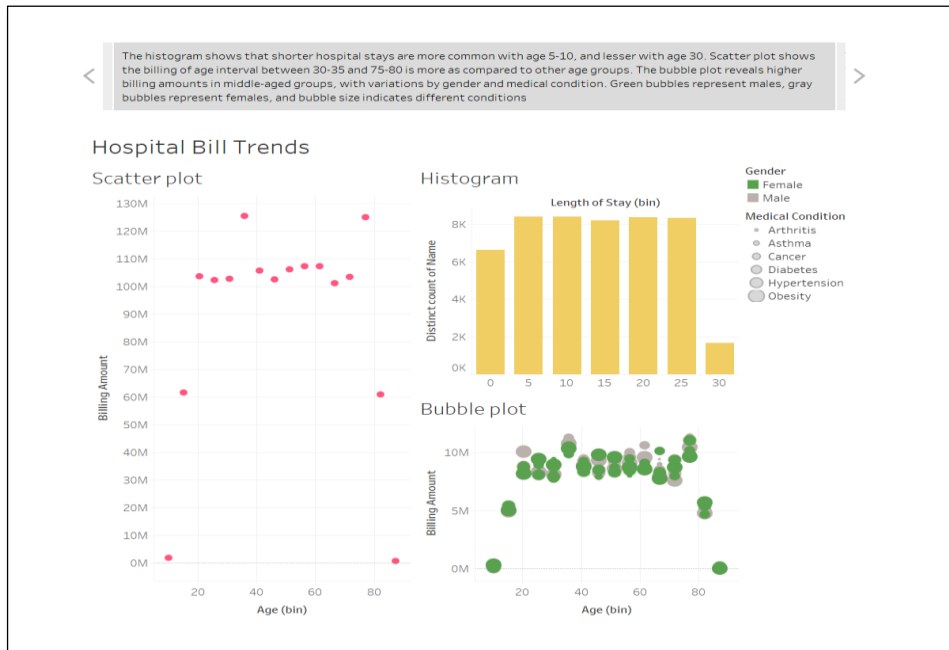 The histogram shows that shorter hospital stays are more common with age 5-10, and lesser with age 30. Scatter plot shows
the billing of age interval between 30-35 and 75-80 is more as compared to other age groups. The bubble plot reveals higher
billing amounts in middle-aged groups, with variations by gender and medical condition. Green bubbles represent males, gray
bubbles represent females, and bubble size indicates different conditions
Hospital Bill Trends
Scatter plot
130M
120M
110M
100M
90M
80M
70M
60M
50M
40M
30M
20M
10M
0M
Billing Amount
20 40 60 80
Age (bin)
Histogram
Length of Stay (bin)
8K
6K
4K
2K
0K
Distinct count of Name
0 5 10 15 20 25 30
Gender
Female
Male
Medical Condition
Arthritis
Asthma
Cancer
Diabetes
Hypertension
Obesity
Bubble plot
10M
5M
0M
Billing Amount
20 40 60 80
Age (bin)